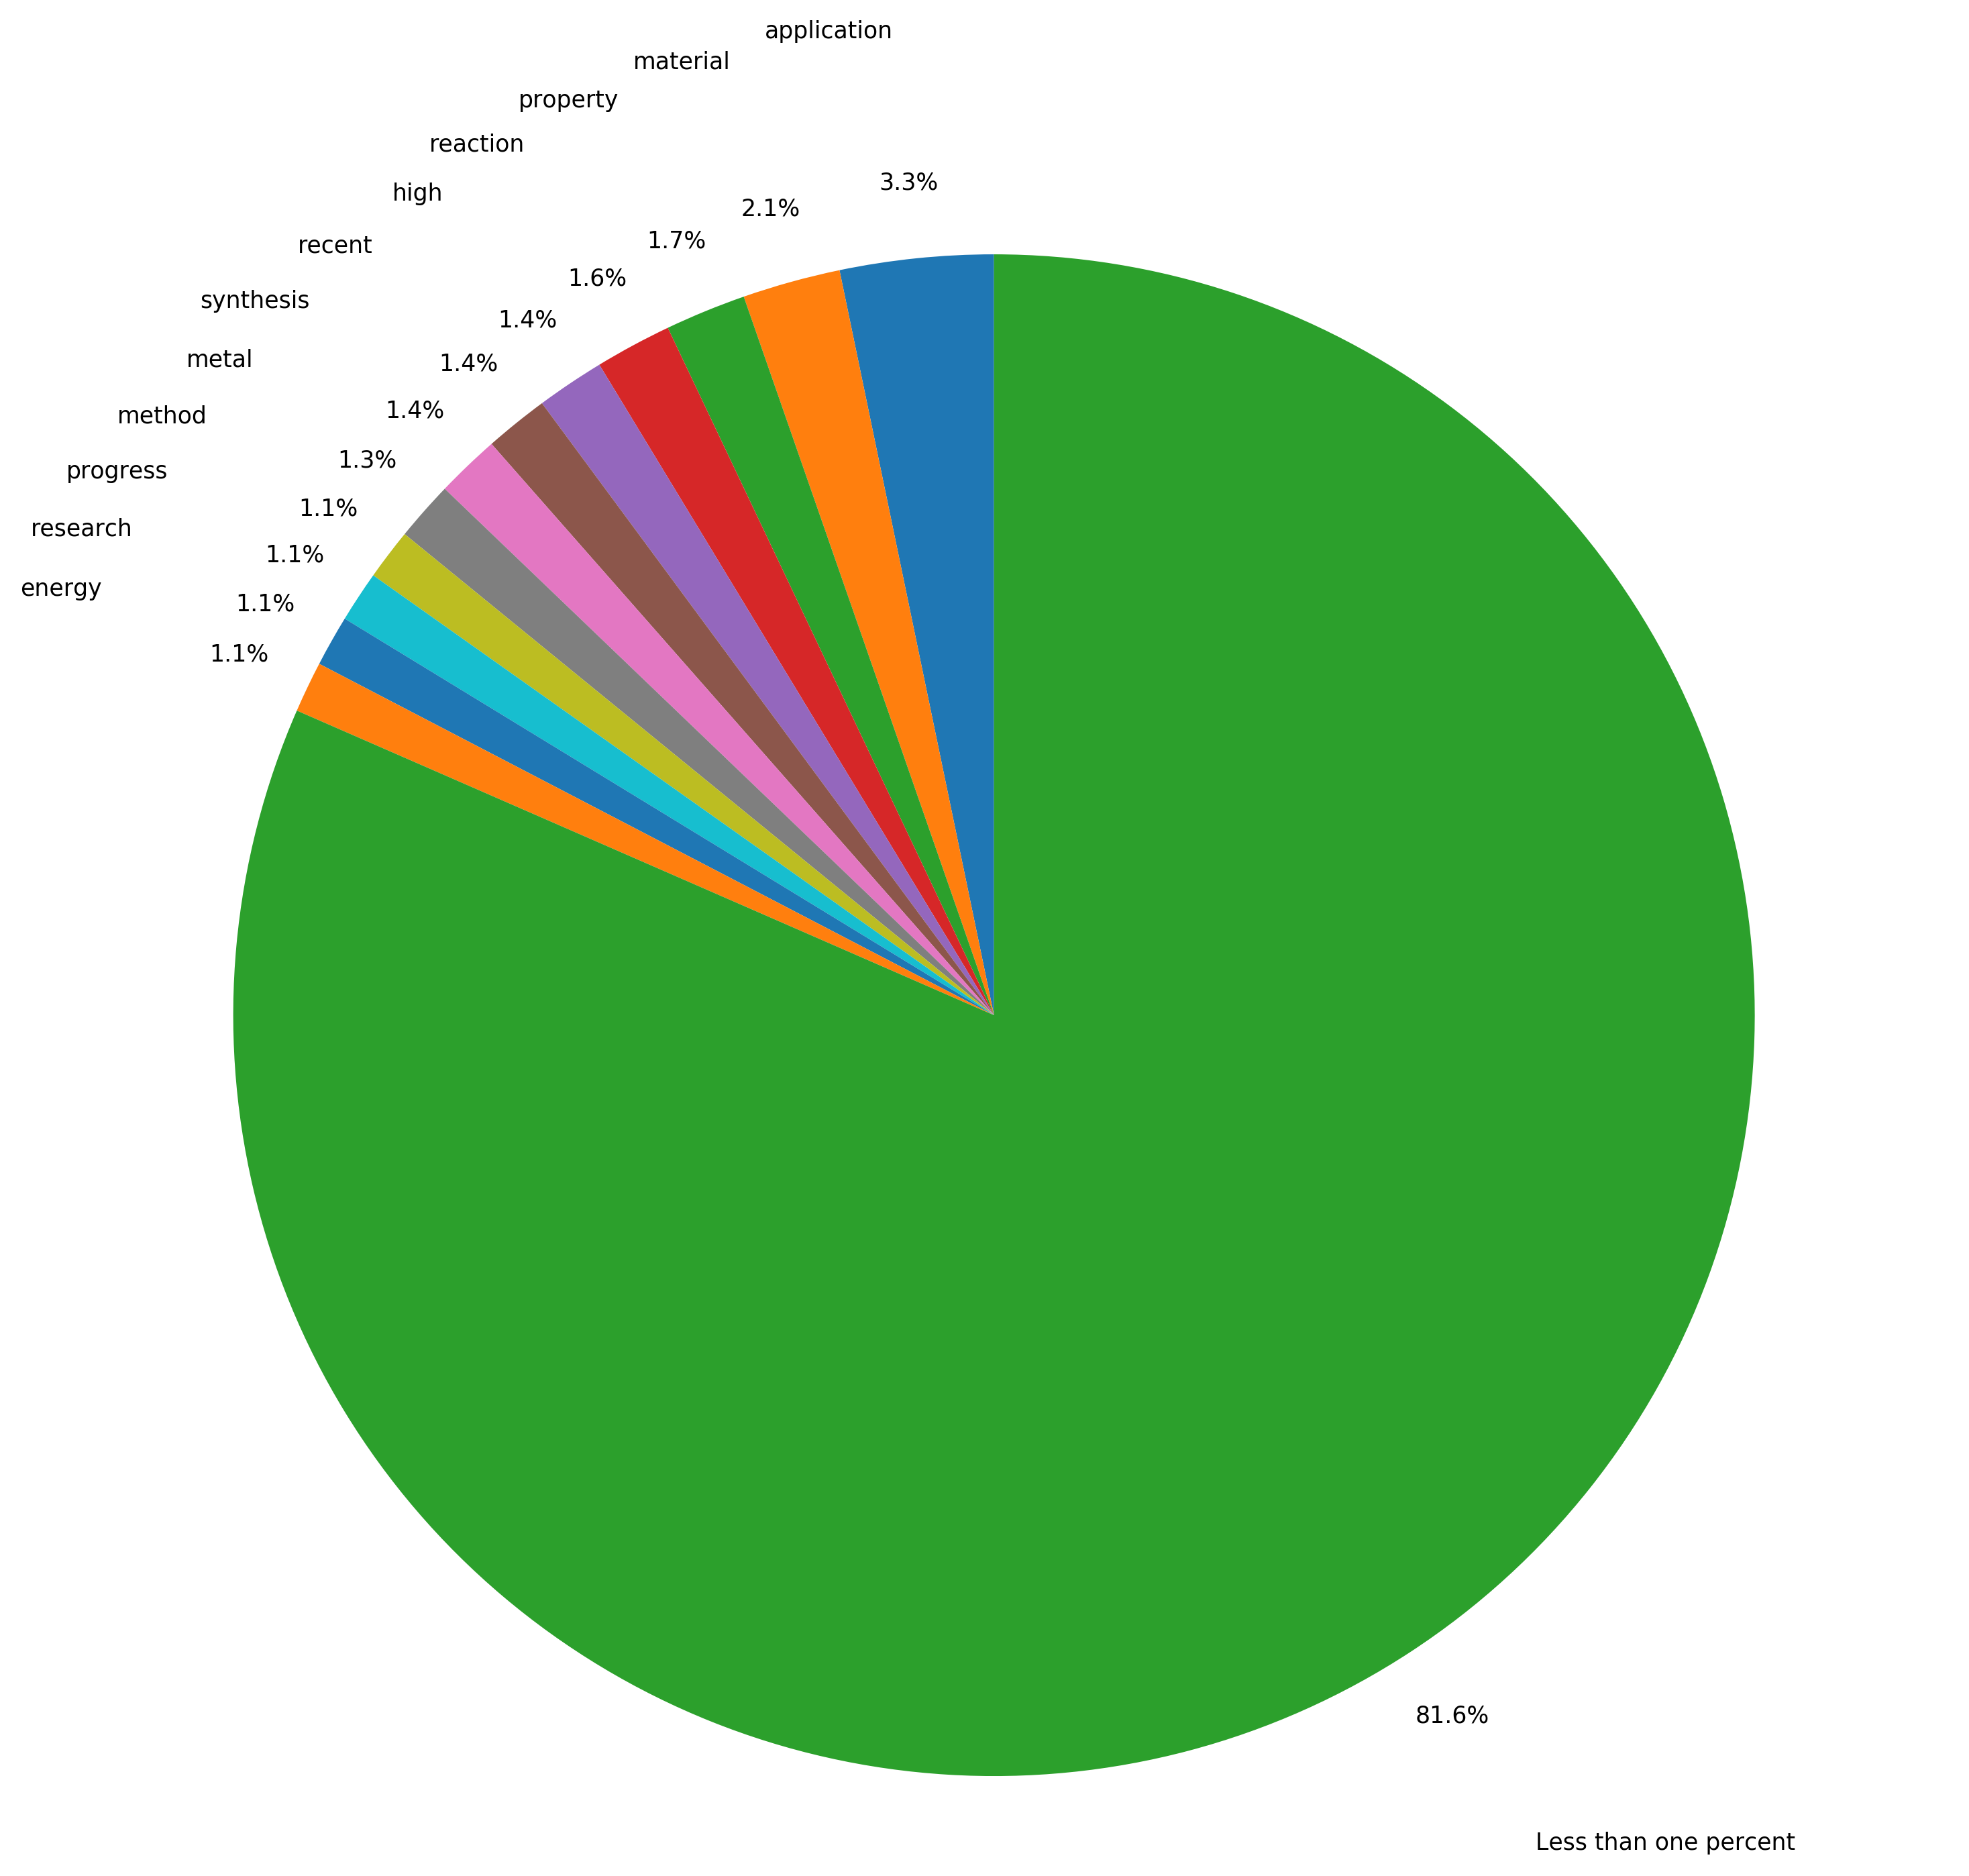 application
material
property
reaction
high
recent
synthesis
metal
method
progress
research
energy
3.3%
2.1%
1.7%
1.6%
1.4%
1.4%
1.4%
1.3%
1.1%
1.1%
1.1%
1.1%
81.6%
Less than one percent